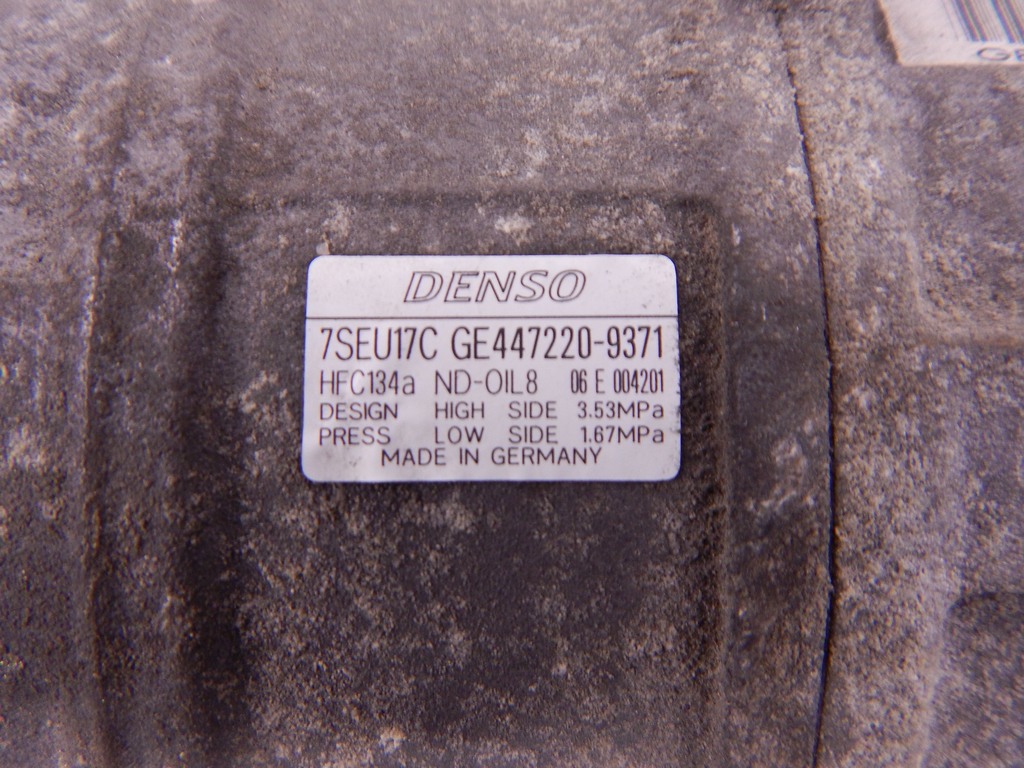 DENSO
7SEU17C GE447220-9371
HFC134a ND-OIL8 06 E 004201
DESIGN HIGH SIDE 3.53MPa
PRESS LOW SIDE 1.67MPa
MADE IN GERMANY